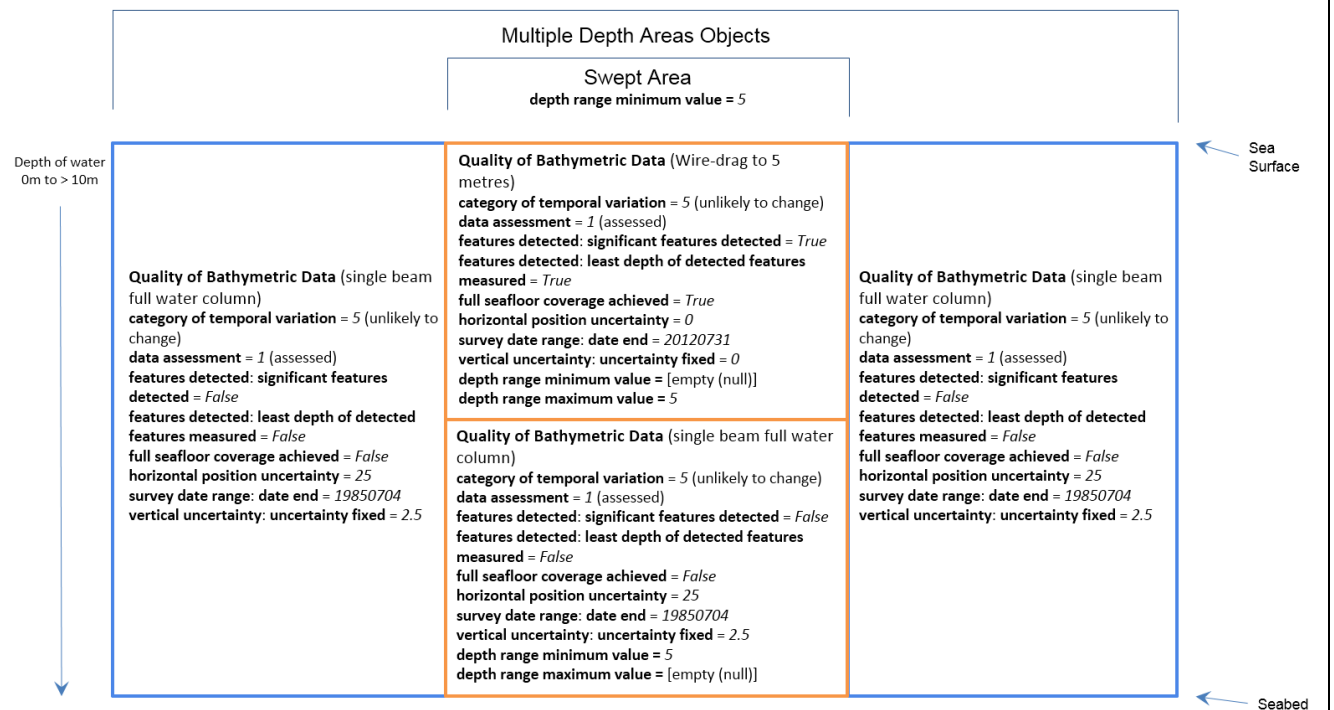 Multiple Depth Areas Objects
Swept Area
depth range minimum value = 5
Depth of water
0m to > 10m
Sea
Surface
Quality of Bathymetric Data (single beam
full water column)
category of temporal variation = 5 (unlikely to
change)
data assessment = 1 (assessed)
features detected: significant features
detected = False
features detected: least depth of detected
features measured = False
full seafloor coverage achieved = False
horizontal position uncertainty = 25
survey date range: date end = 19850704
vertical uncertainty: uncertainty fixed = 2.5
Quality of Bathymetric Data (Wire-drag to 5
metres)
category of temporal variation = 5 (unlikely to change)
data assessment = 1 (assessed)
features detected: significant features detected = True
features detected: least depth of detected features
measured = True
full seafloor coverage achieved = True
horizontal position uncertainty = 0
survey date range: date end = 20120731
vertical uncertainty: uncertainty fixed = 0
depth range minimum value = [empty (null)]
depth range maximum value = 5
Quality of Bathymetric Data (single beam full water
column)
category of temporal variation = 5 (unlikely to change)
data assessment = 1 (assessed)
features detected: significant features detected = False
features detected: least depth of detected features
measured = False
full seafloor coverage achieved = False
horizontal position uncertainty = 25
survey date range: date end = 19850704
vertical uncertainty: uncertainty fixed = 2.5
depth range minimum value = 5
depth range maximum value = [empty (null)]
Quality of Bathymetric Data (single beam
full water column)
category of temporal variation = 5 (unlikely to
change)
data assessment = 1 (assessed)
features detected: significant features
detected = False
features detected: least depth of detected
features measured = False
full seafloor coverage achieved = False
horizontal position uncertainty = 25
survey date range: date end = 19850704
vertical uncertainty: uncertainty fixed = 2.5
Seabed